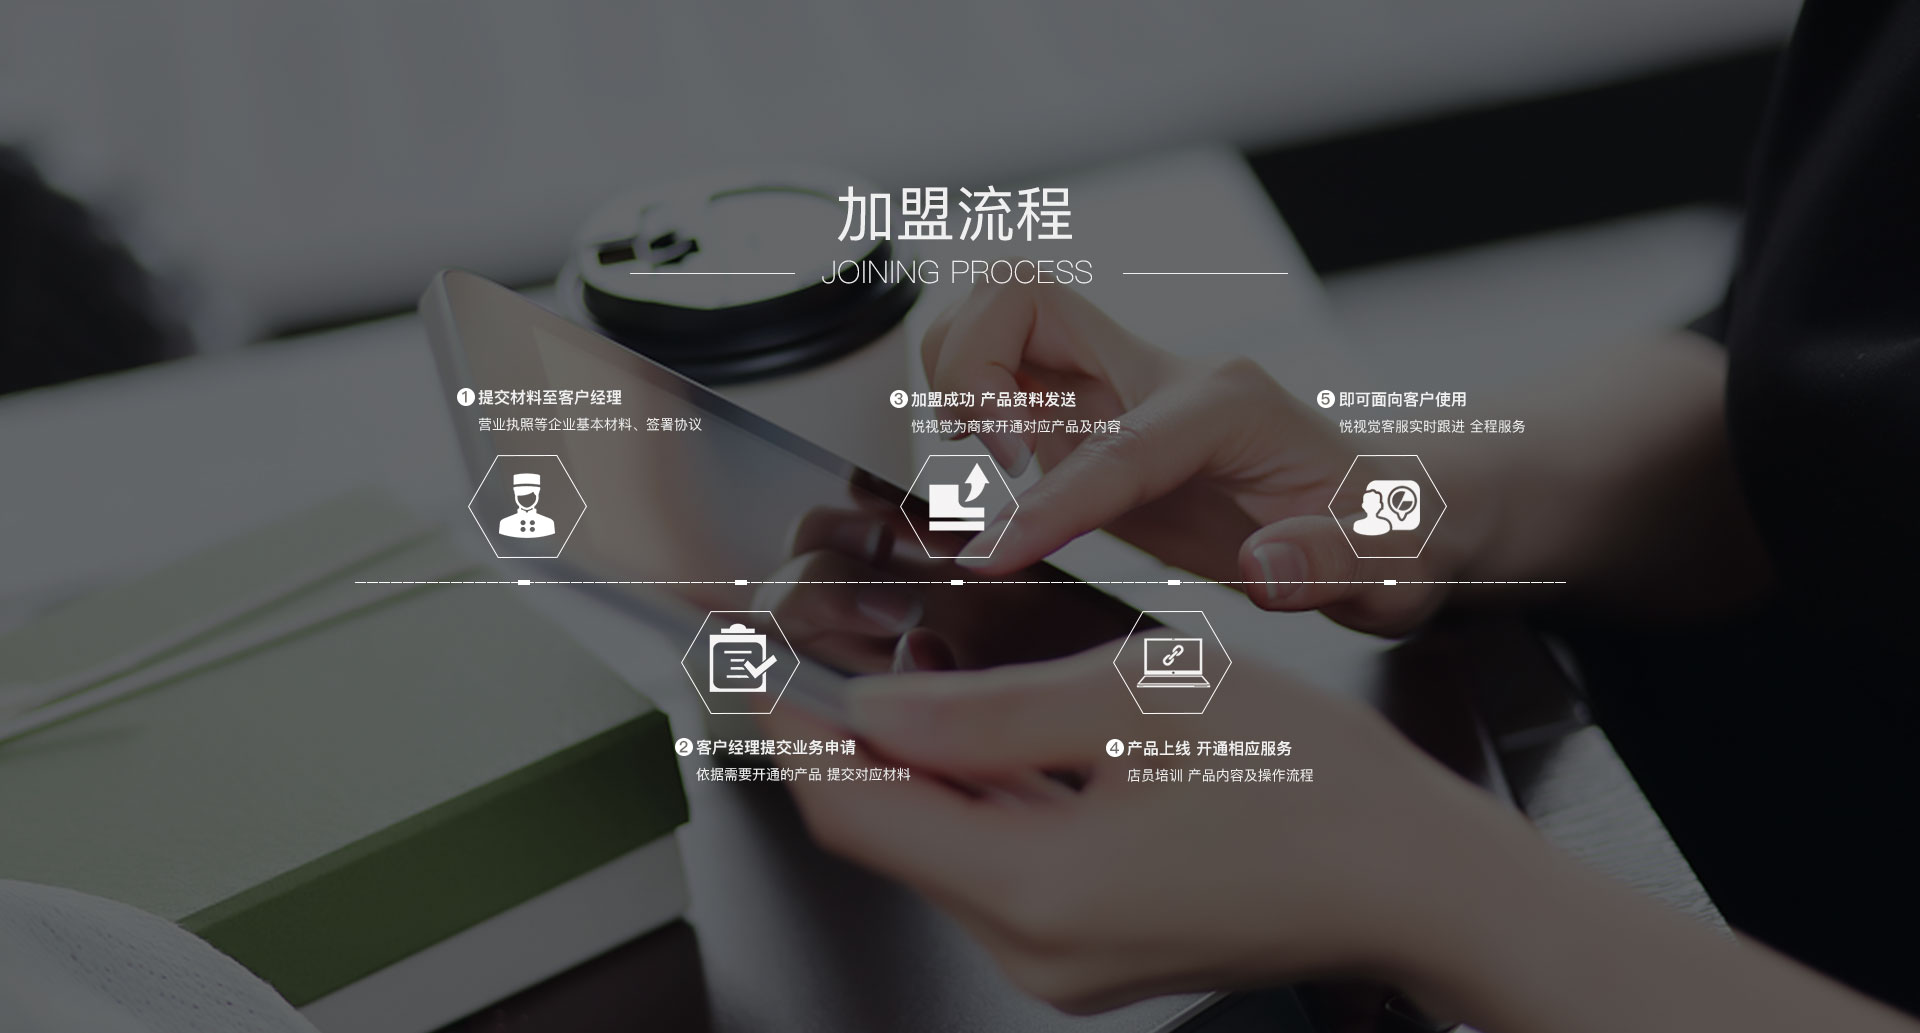 加盟流程
JOINING PROCESS
1 提交材料至客户经理
营业执照等企业基本材料、签署协议
3 加盟成功 产品资料发送
悦视觉为商家开通对应产品及内容
5 即可面向客户使用
悦视觉客服实时跟进 全程服务
2 客户经理提交业务申请
依据需要开通的产品 提交对应材料
4 产品上线 开通相应服务
店员培训 产品内容及操作流程